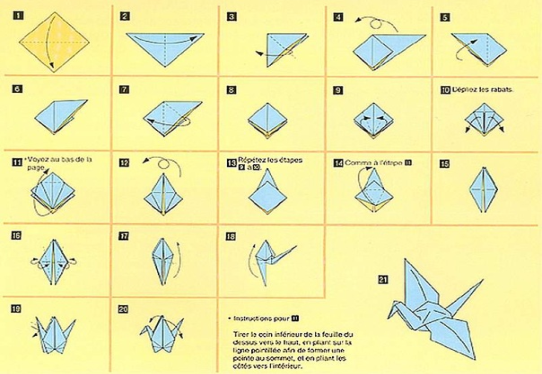 1
2
3
4
5
6
7
8
9
10 Dépliez les rabats.
11 *Voyez au bas de la
page.
12
13 Répétez les étapes
9 à 10.
14 Comme à l'étape 11
15
16
17
18
19
20
21
* Instructions pour 11
Tirer le coin inférieur de la feuille du
dessus vers le haut, en pliant sur la
ligne pointillée afin de former une
pointe au sommet, et en pliant les
côtés vers l'intérieur.